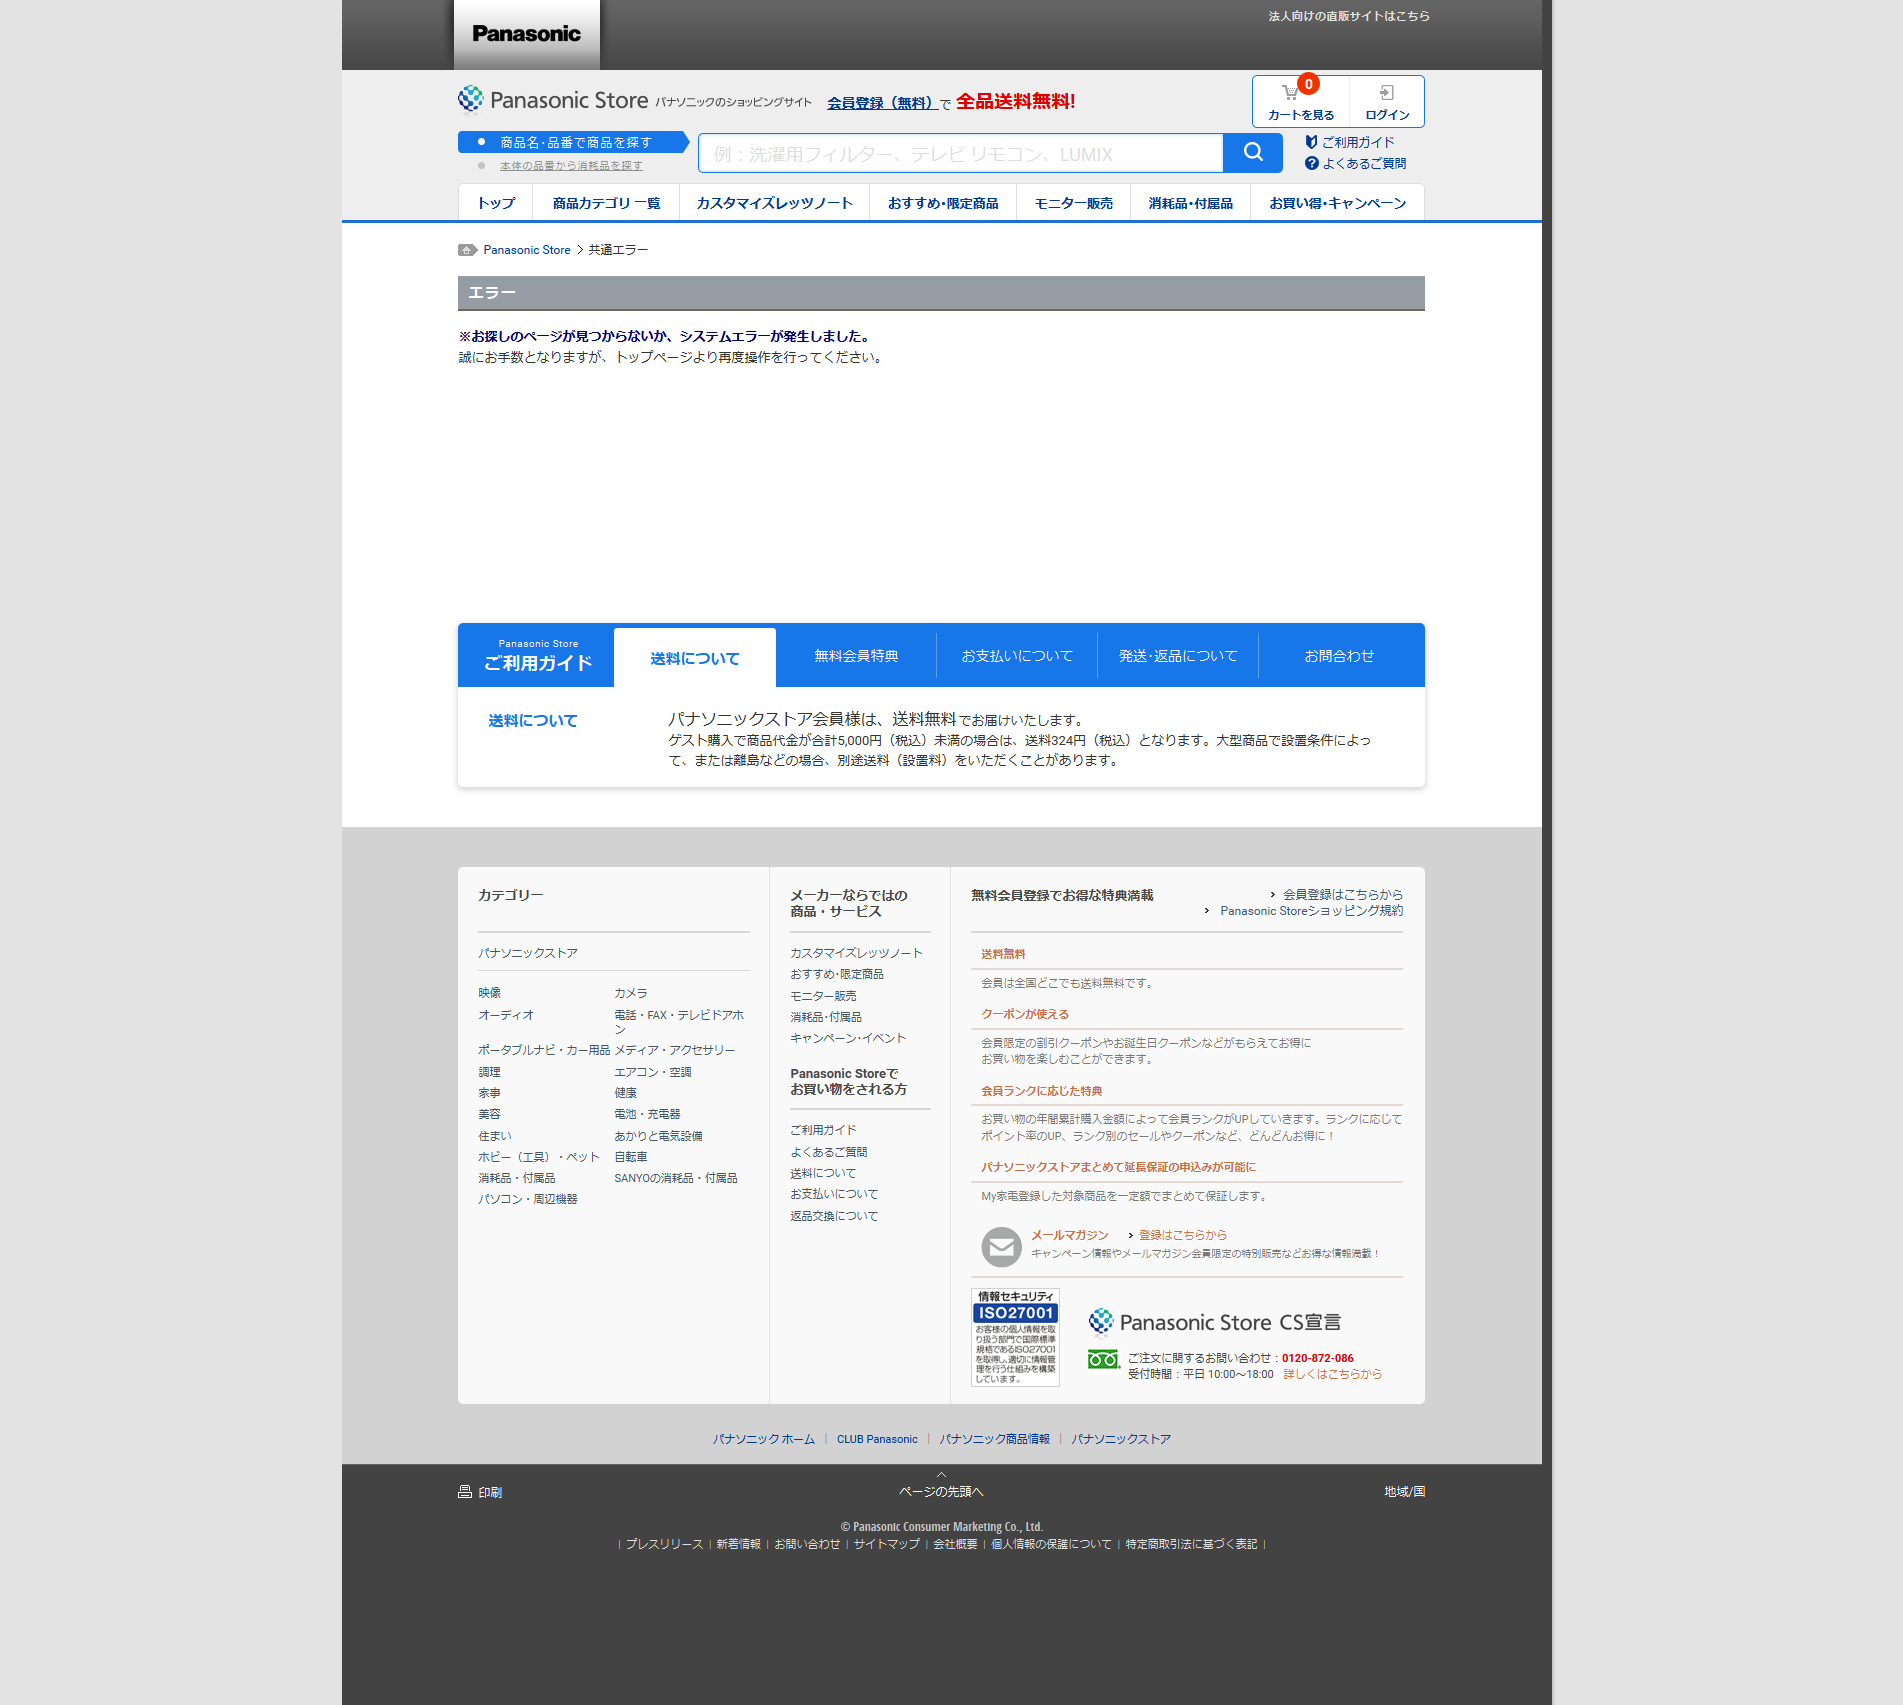 Panasonic
法人向けの直販サイトはこちら
Panasonic Store パナソニックのショッピングサイト 会員登録（無料）で 全品送料無料!
0
カートを見る ログイン
商品名･品番で商品を探す
本体の品番から消耗品を探す
例：洗濯用フィルター、テレビ リモコン、LUMIX
ご利用ガイド
よくあるご質問
トップ 商品カテゴリ 一覧 カスタマイズレッツノート おすすめ･限定商品 モニター販売 消耗品･付属品 お買い得･キャンペーン
Panasonic Store 共通エラー
エラー
※お探しのページが見つからないか、システムエラーが発生しました。
誠にお手数となりますが、トップページより再度操作を行ってください。
Panasonic Store
ご利用ガイド
送料について 無料会員特典 お支払いについて 発送･返品について お問合わせ
送料について
パナソニックストア会員様は、送料無料でお届けいたします。
ゲスト購入で商品代金が合計5,000円（税込）未満の場合は、送料324円（税込）となります。大型商品で設置条件によっ
て、または離島などの場合、別途送料（設置料）をいただくことがあります。
カテゴリー
パナソニックストア
映像 カメラ
オーディオ 電話・FAX・テレビドアホ
ン
ポータブルナビ・カー用品 メディア・アクセサリー
調理 エアコン・空調
家事 健康
美容 電池・充電器
住まい あかりと電気設備
ホビー（工具）・ペット 自転車
消耗品・付属品 SANYOの消耗品・付属品
パソコン・周辺機器
メーカーならではの
商品・サービス
カスタマイズレッツノート
おすすめ･限定商品
モニター販売
消耗品･付属品
キャンペーン･イベント
Panasonic Storeで
お買い物をされる方
ご利用ガイド
よくあるご質問
送料について
お支払いについて
返品交換について
無料会員登録でお得な特典満載
会員登録はこちらから
Panasonic Storeショッピング規約
送料無料
会員は全国どこでも送料無料です。
クーポンが使える
会員限定の割引クーポンやお誕生日クーポンなどがもらえてお得に
お買い物を楽しむことができます。
会員ランクに応じた特典
お買い物の年間累計購入金額によって会員ランクがUPしていきます。ランクに応じて
ポイント率のUP、ランク別のセールやクーポンなど、どんどんお得に！
パナソニックストアまとめて延長保証の申込みが可能に
My家電登録した対象商品を一定額でまとめて保証します。
メールマガジン 登録はこちらから
キャンペーン情報やメールマガジン会員限定の特別販売などお得な情報満載！
情報セキュリティ
ISO27001
お客様の個人情報を取
り扱う部門で国際標準
規格であるISO27001
を取得し、適切に情報管
理を行う仕組みを構築
しています。
Panasonic Store CS宣言
ご注文に関するお問い合わせ：0120-872-086
受付時間：平日 10:00～18:00 詳しくはこちらから
パナソニック ホーム | CLUB Panasonic | パナソニック商品情報 | パナソニックストア
印刷 ページの先頭へ 地域/国
© Panasonic Consumer Marketing Co., Ltd.
| プレスリリース | 新着情報 | お問い合わせ | サイトマップ | 会社概要 | 個人情報の保護について | 特定商取引法に基づく表記 |